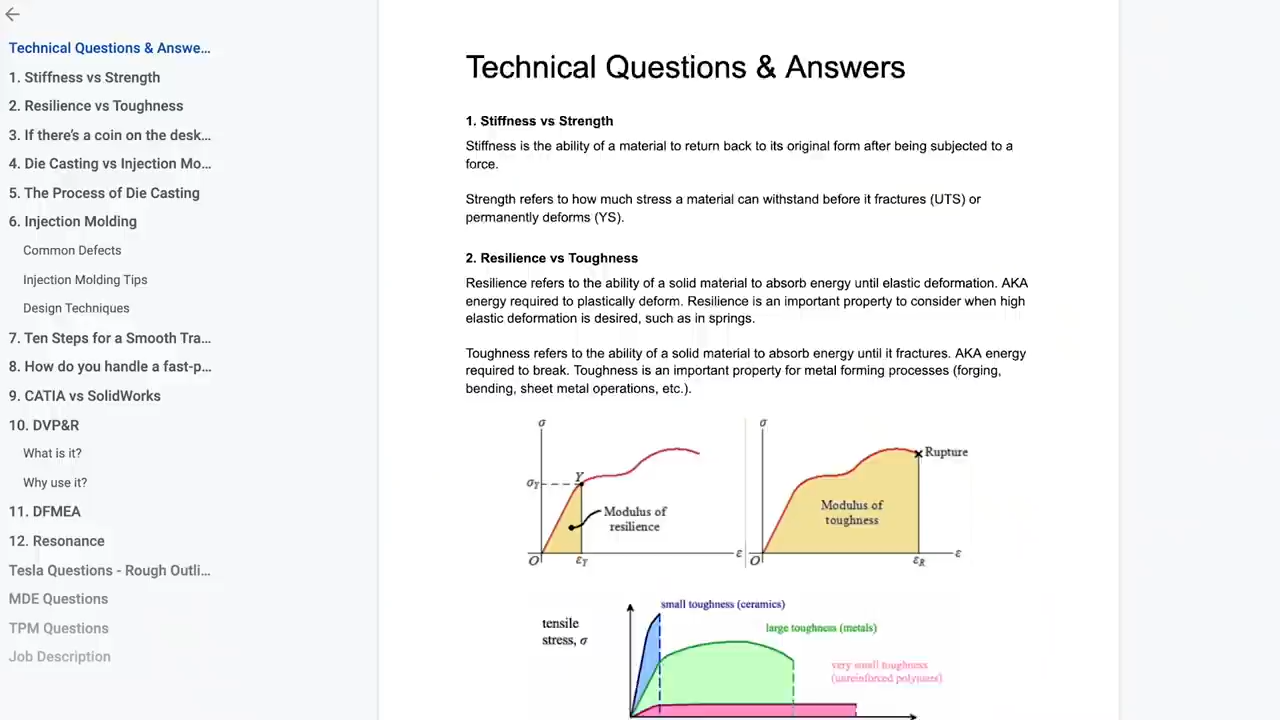 Technical Questions & Answe...
1. Stiffness vs Strength
2. Resilience vs Toughness
3. If there's a coin on the desk...
4. Die Casting vs Injection Mo...
5. The Process of Die Casting
6. Injection Molding
Common Defects
Injection Molding Tips
Design Techniques
7. Ten Steps for a Smooth Tra...
8. How do you handle a fast-p...
9. CATIA vs SolidWorks
10. DVP&R
What is it?
Why use it?
11. DFMEA
12. Resonance
Tesla Questions - Rough Outli...
MDE Questions
TPM Questions
Job Description
Technical Questions & Answers
1. Stiffness vs Strength
Stiffness is the ability of a material to return back to its original form after being subjected to a
force.
Strength refers to how much stress a material can withstand before it fractures (UTS) or
permanently deforms (YS).
2. Resilience vs Toughness
Resilience refers to the ability of a solid material to absorb energy until elastic deformation. AKA
energy required to plastically deform. Resilience is an important property to consider when high
elastic deformation is desired, such as in springs.
Toughness refers to the ability of a solid material to absorb energy until it fractures. AKA energy
required to break. Toughness is an important property for metal forming processes (forging,
bending, sheet metal operations, etc.).
σ
σY
Y
Modulus of
resilience
O
εY
ε
σ
Rupture
Modulus of
toughness
O
εR
ε
tensile
stress, σ
small toughness (ceramics)
large toughness (metals)
very small toughness
(unreinforced polymers)